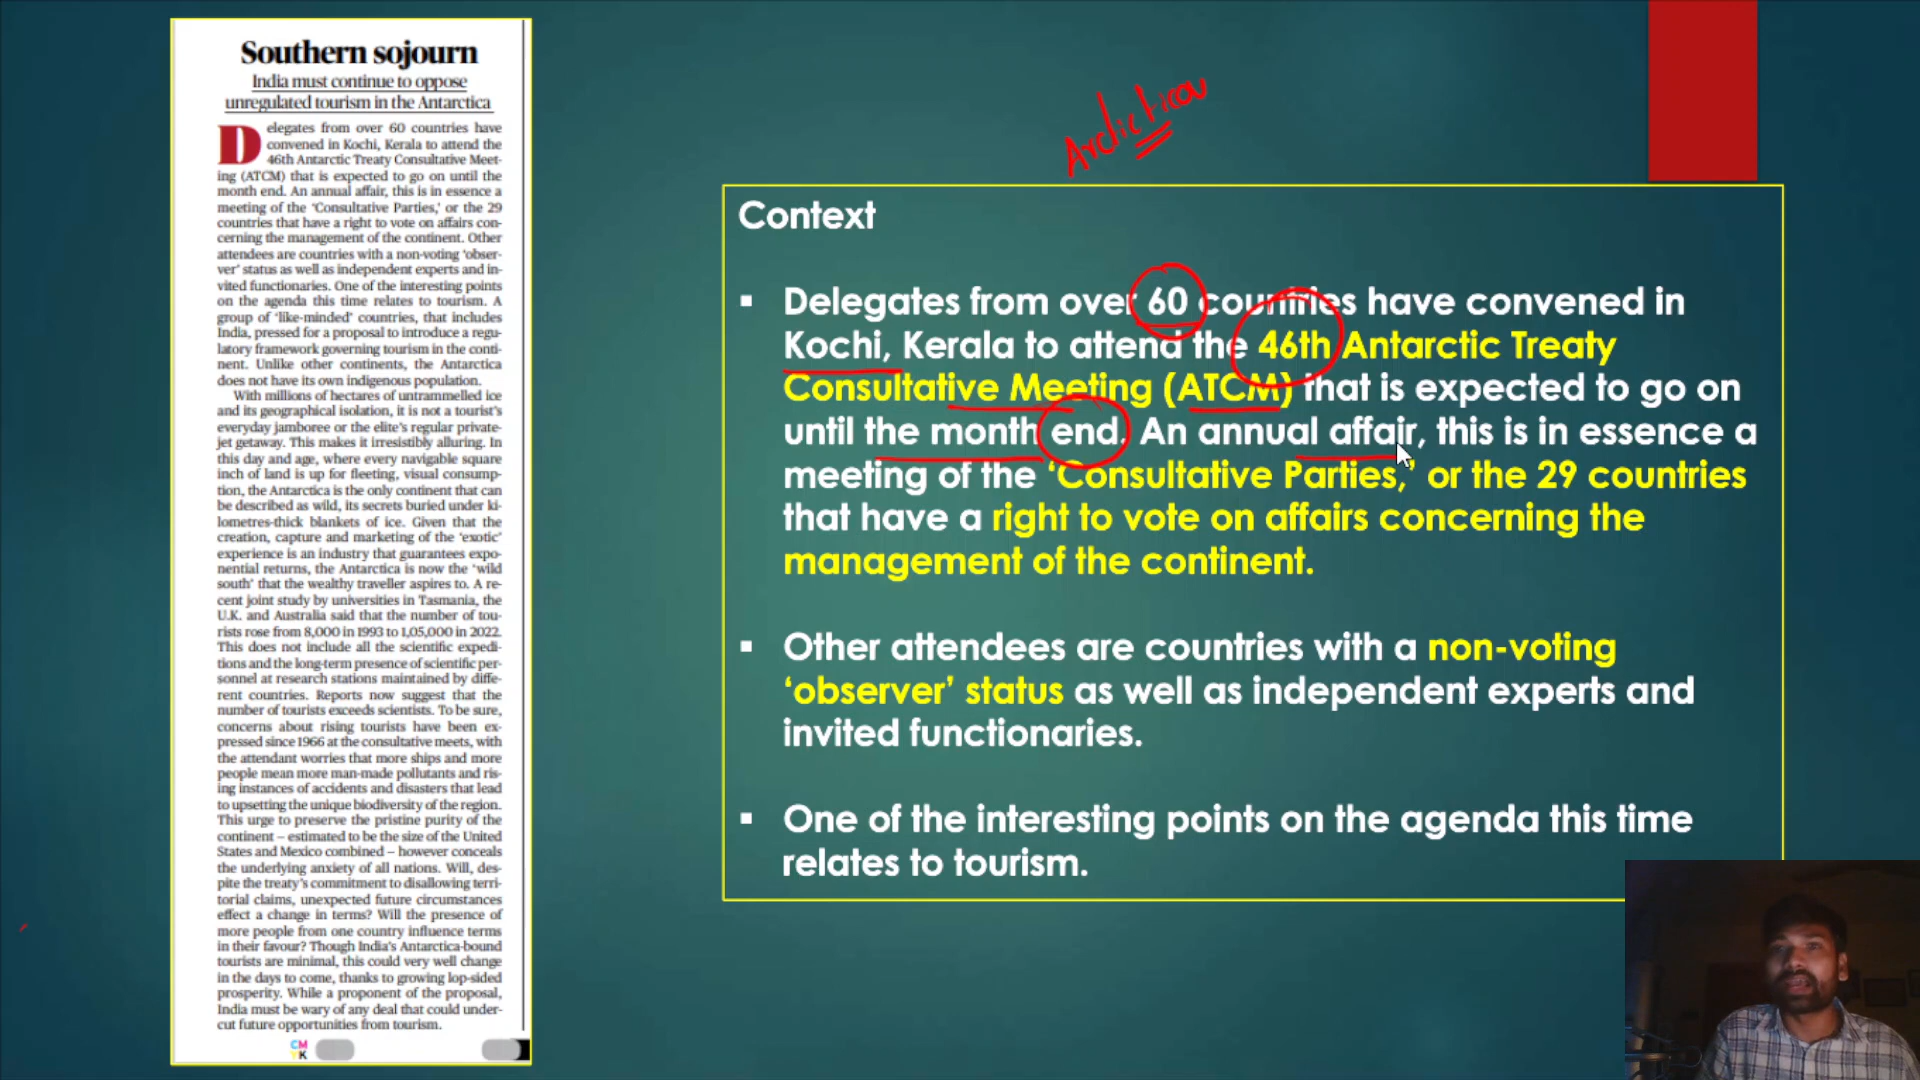 Southern sojourn
India must continue to oppose
unregulated tourism in the Antarctica
Delegates from over 60 countries have
convened in Kochi, Kerala to attend the
46th Antarctic Treaty Consultative Meet-
ing (ATCM) that is expected to go on until the
month end. An annual affair, this is in essence a
meeting of the 'Consultative Parties,' or the 29
countries that have a right to vote on affairs con-
cerning the management of the continent. Other
attendees are countries with a non-voting 'obser-
ver' status as well as independent experts and in-
vited functionaries. One of the interesting points
on the agenda this time relates to tourism. A
group of 'like-minded' countries, that includes
India, pressed for a proposal to introduce a regu-
latory framework governing tourism in the conti-
nent. Unlike other continents, the Antarctica
does not have its own indigenous population.
With millions of hectares of untrammelled ice
and its geographical isolation, it is not a tourist's
everyday jamboree or the elite's regular private-
jet getaway. This makes it irresistibly alluring. In
this day and age, where every navigable square
inch of land is up for fleeting, visual consump-
tion, the Antarctica is the only continent that can
be described as wild, its secrets buried under ki-
lometres-thick blankets of ice. Given that the
creation, capture and marketing of the 'exotic'
experience is an industry that guarantees expo-
nential returns, the Antarctica is now the 'wild
south' that the wealthy traveller aspires to. A re-
cent joint study by universities in Tasmania, the
U.K. and Australia said that the number of tou-
rists rose from 8,000 in 1993 to 1,05,000 in 2022.
This does not include all the scientific expedi-
tions and the long-term presence of scientific per-
sonnel at research stations maintained by diffe-
rent countries. Reports now suggest that the
number of tourists exceeds scientists. To be sure,
concerns about rising tourists have been ex-
pressed since 1966 at the consultative meets, with
the attendant worries that more ships and more
people mean more man-made pollutants and ris-
ing instances of accidents and disasters that lead
to upsetting the unique biodiversity of the region.
This urge to preserve the pristine purity of the
continent – estimated to be the size of the United
States and Mexico combined – however conceals
the underlying anxiety of all nations. Will, des-
pite the treaty's commitment to disallowing terri-
torial claims, unexpected future circumstances
effect a change in terms? Will the presence of
more people from one country influence terms
in their favour? Though India's Antarctica-bound
tourists are minimal, this could very well change
in the days to come, thanks to growing lop-sided
prosperity. While a proponent of the proposal,
India must be wary of any deal that could under-
cut future opportunities from tourism.
CM
YK
Context
▪ Delegates from over 60 countries have convened in
Kochi, Kerala to attend the 46th Antarctic Treaty
Consultative Meeting (ATCM) that is expected to go on
until the month end. An annual affair, this is in essence a
meeting of the 'Consultative Parties,' or the 29 countries
that have a right to vote on affairs concerning the
management of the continent.
▪ Other attendees are countries with a non-voting
'observer' status as well as independent experts and
invited functionaries.
▪ One of the interesting points on the agenda this time
relates to tourism.